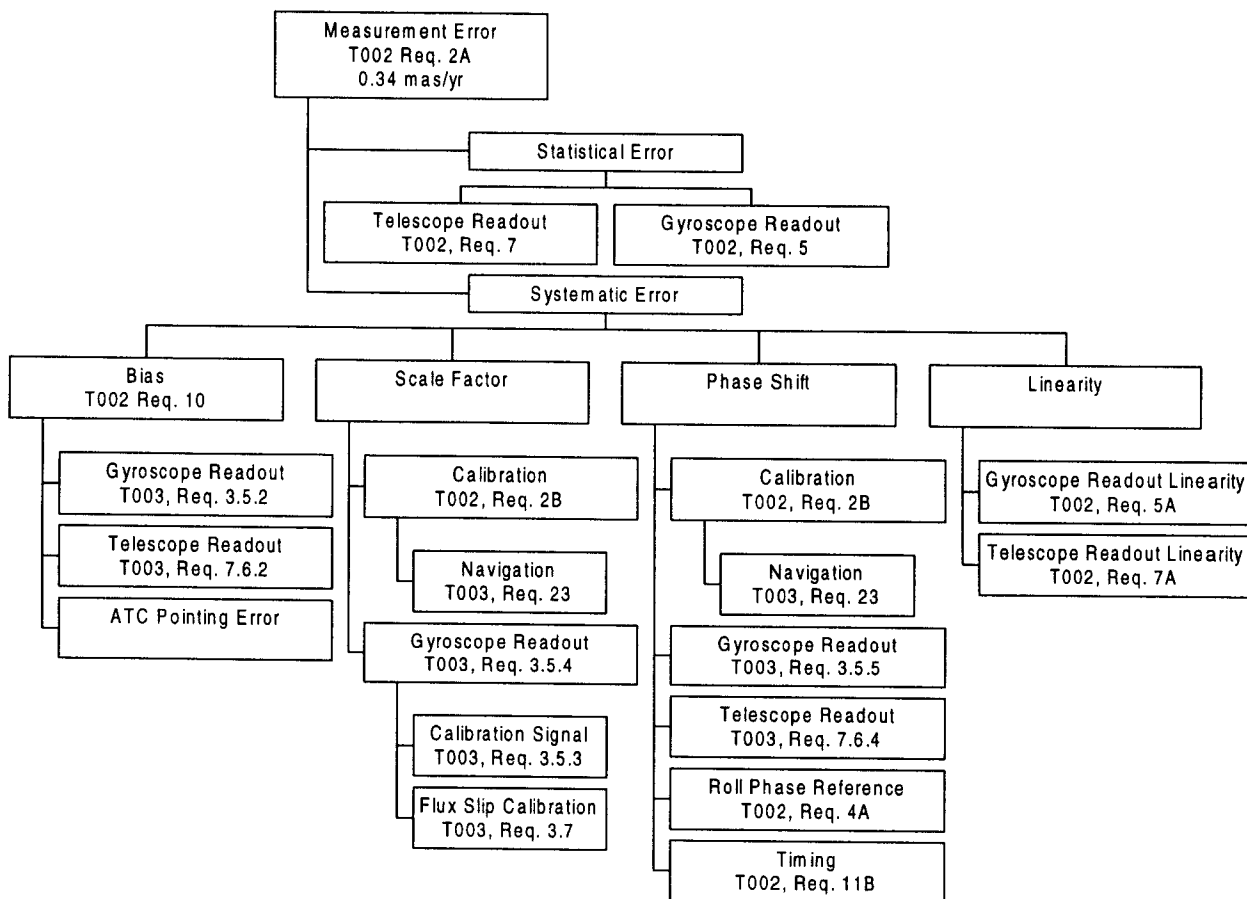 Measurement Error
T002 Req. 2A
0.34 mas/yr
Statistical Error
Telescope Readout
T002, Req. 7
Gyroscope Readout
T002, Req. 5
Systematic Error
Bias
T002 Req. 10
Gyroscope Readout
T003, Req. 3.5.2
Telescope Readout
T003, Req. 7.6.2
ATC Pointing Error
Scale Factor
Calibration
T002, Req. 2B
Navigation
T003, Req. 23
Gyroscope Readout
T003, Req. 3.5.4
Calibration Signal
T003, Req. 3.5.3
Flux Slip Calibration
T003, Req. 3.7
Phase Shift
Calibration
T002, Req. 2B
Navigation
T003, Req. 23
Gyroscope Readout
T003, Req. 3.5.5
Telescope Readout
T003, Req. 7.6.4
Roll Phase Reference
T002, Req. 4A
Timing
T002, Req. 11B
Linearity
Gyroscope Readout Linearity
T002, Req. 5A
Telescope Readout Linearity
T002, Req. 7A